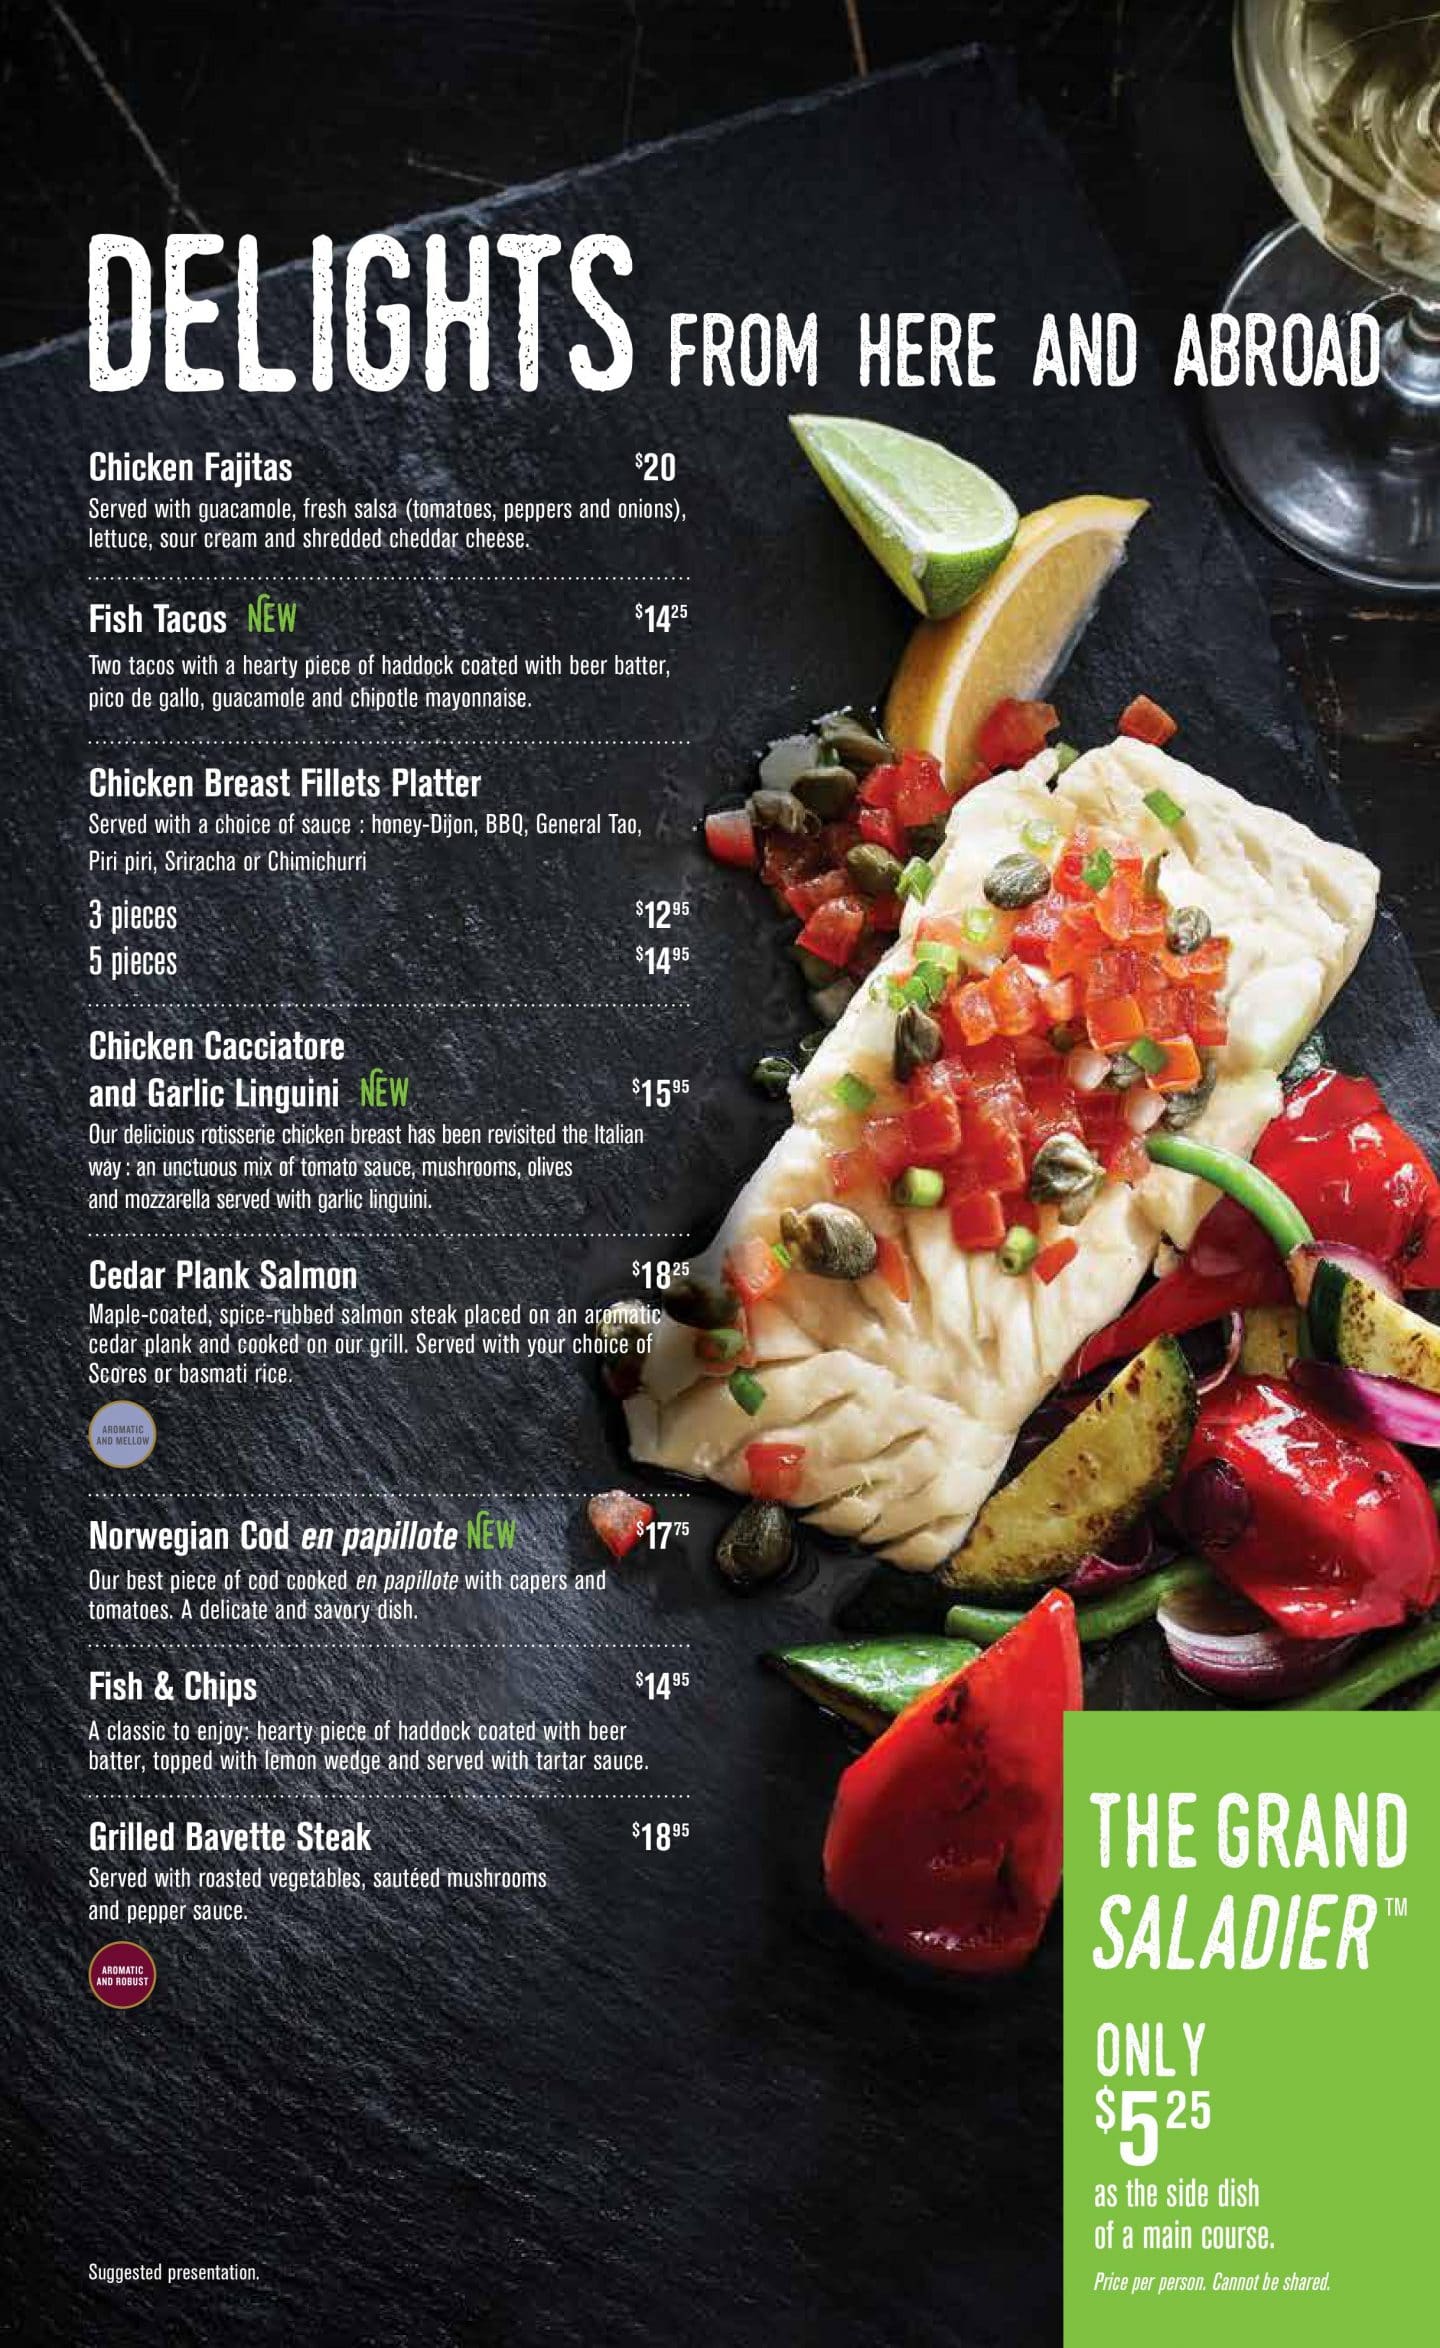 DELIGHTS FROM HERE AND ABROAD
Chicken Fajitas $20
Served with guacamole, fresh salsa (tomatoes, peppers and onions),
lettuce, sour cream and shredded cheddar cheese.
Fish Tacos NEW $14 25
Two tacos with a hearty piece of haddock coated with beer batter,
pico de gallo, guacamole and chipotle mayonnaise.
Chicken Breast Fillets Platter
Served with a choice of sauce : honey-Dijon, BBQ, General Tao,
Piri piri, Sriracha or Chimichurri
3 pieces $12 95
5 pieces $14 95
Chicken Cacciatore
and Garlic Linguini NEW $15 95
Our delicious rotisserie chicken breast has been revisited the Italian
way : an unctuous mix of tomato sauce, mushrooms, olives
and mozzarella served with garlic linguini.
Cedar Plank Salmon $18 25
Maple-coated, spice-rubbed salmon steak placed on an aromatic
cedar plank and cooked on our grill. Served with your choice of
Scores or basmati rice.
AROMATIC
AND MELLOW
Norwegian Cod en papillote NEW $17 75
Our best piece of cod cooked en papillote with capers and
tomatoes. A delicate and savory dish.
Fish & Chips $14 95
A classic to enjoy: hearty piece of haddock coated with beer
batter, topped with lemon wedge and served with tartar sauce.
Grilled Bavette Steak $18 95
Served with roasted vegetables, sautéed mushrooms
and pepper sauce.
AROMATIC
AND ROBUST
Suggested presentation.
THE GRAND
SALADIER™
ONLY
$5 25
as the side dish
of a main course.
Price per person. Cannot be shared.